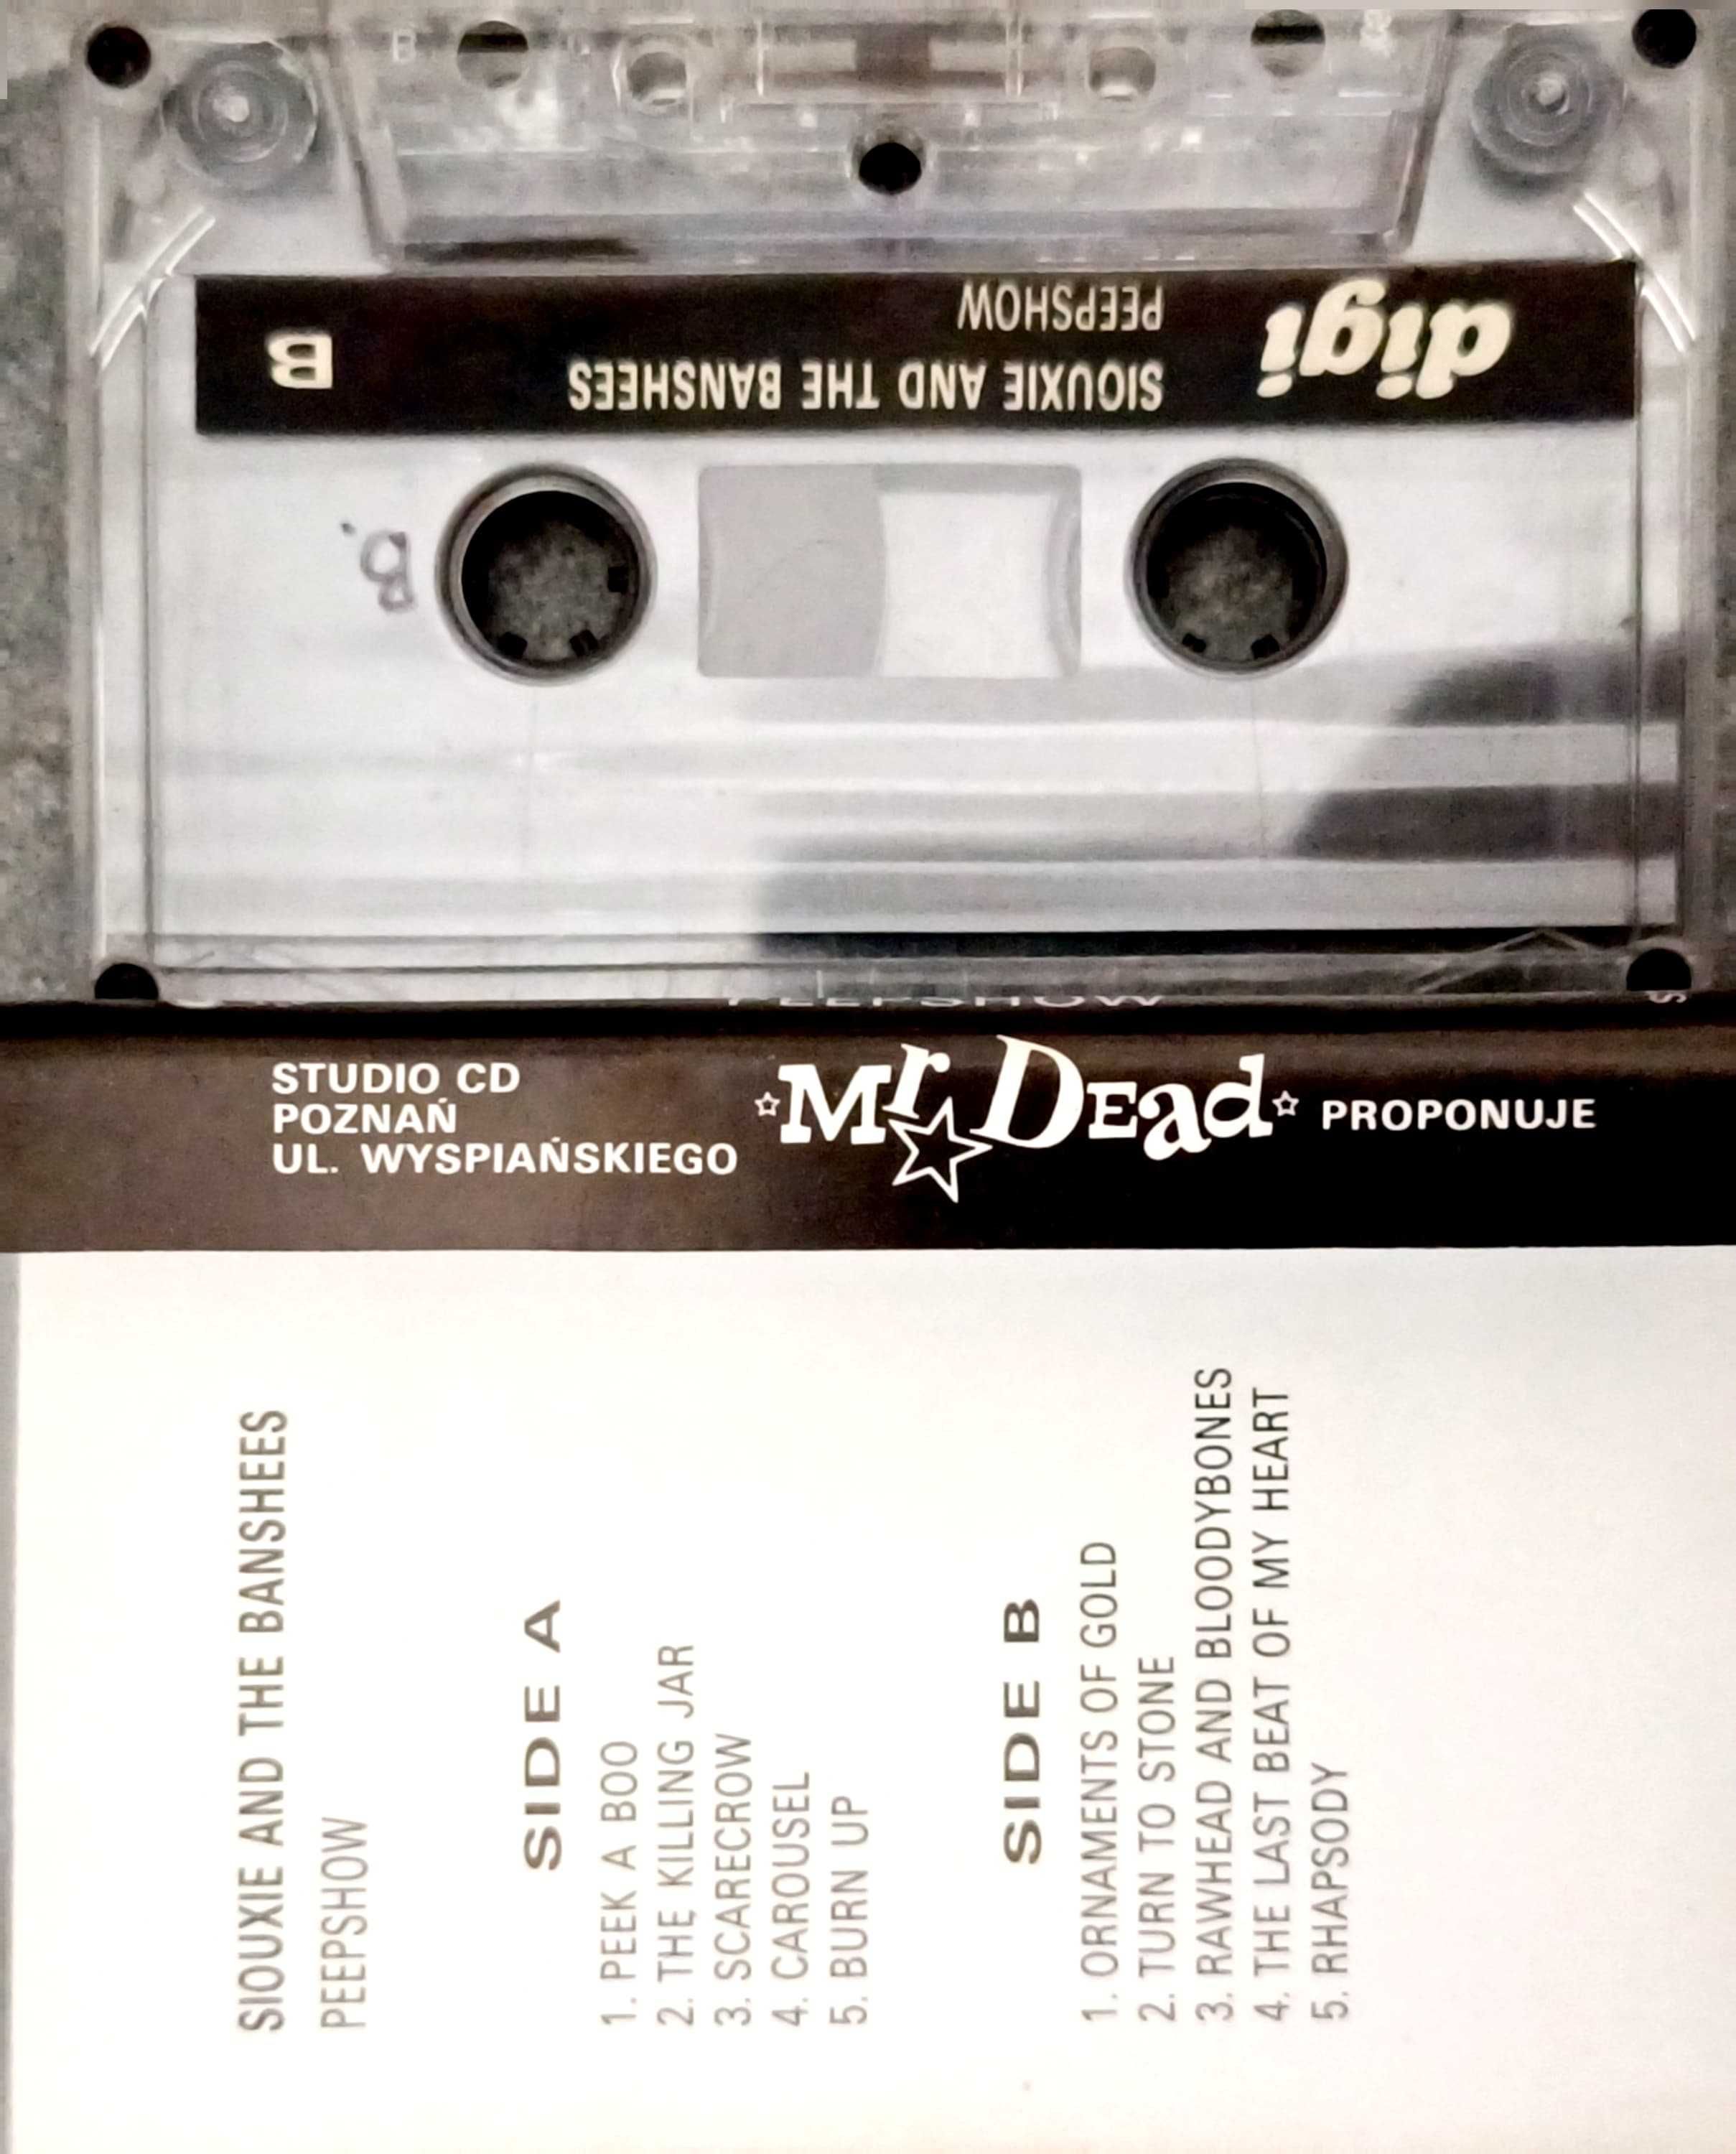 B
digi
SIOUXIE AND THE BANSHEES
PEEPSHOW
B
B.
PEEPSHOW
STUDIO CD
POZNAŃ
UL. WYSPIAŃSKIEGO
Mr DEad
PROPONUJE
SIOUXIE AND THE BANSHEES
PEEPSHOW
SIDE A
1. PEEK A BOO
2. THE KILLING JAR
3. SCARECROW
4. CAROUSEL
5. BURN UP
SIDE B
1. ORNAMENTS OF GOLD
2. TURN TO STONE
3. RAWHEAD AND BLOODYBONES
4. THE LAST BEAT OF MY HEART
5. RHAPSODY